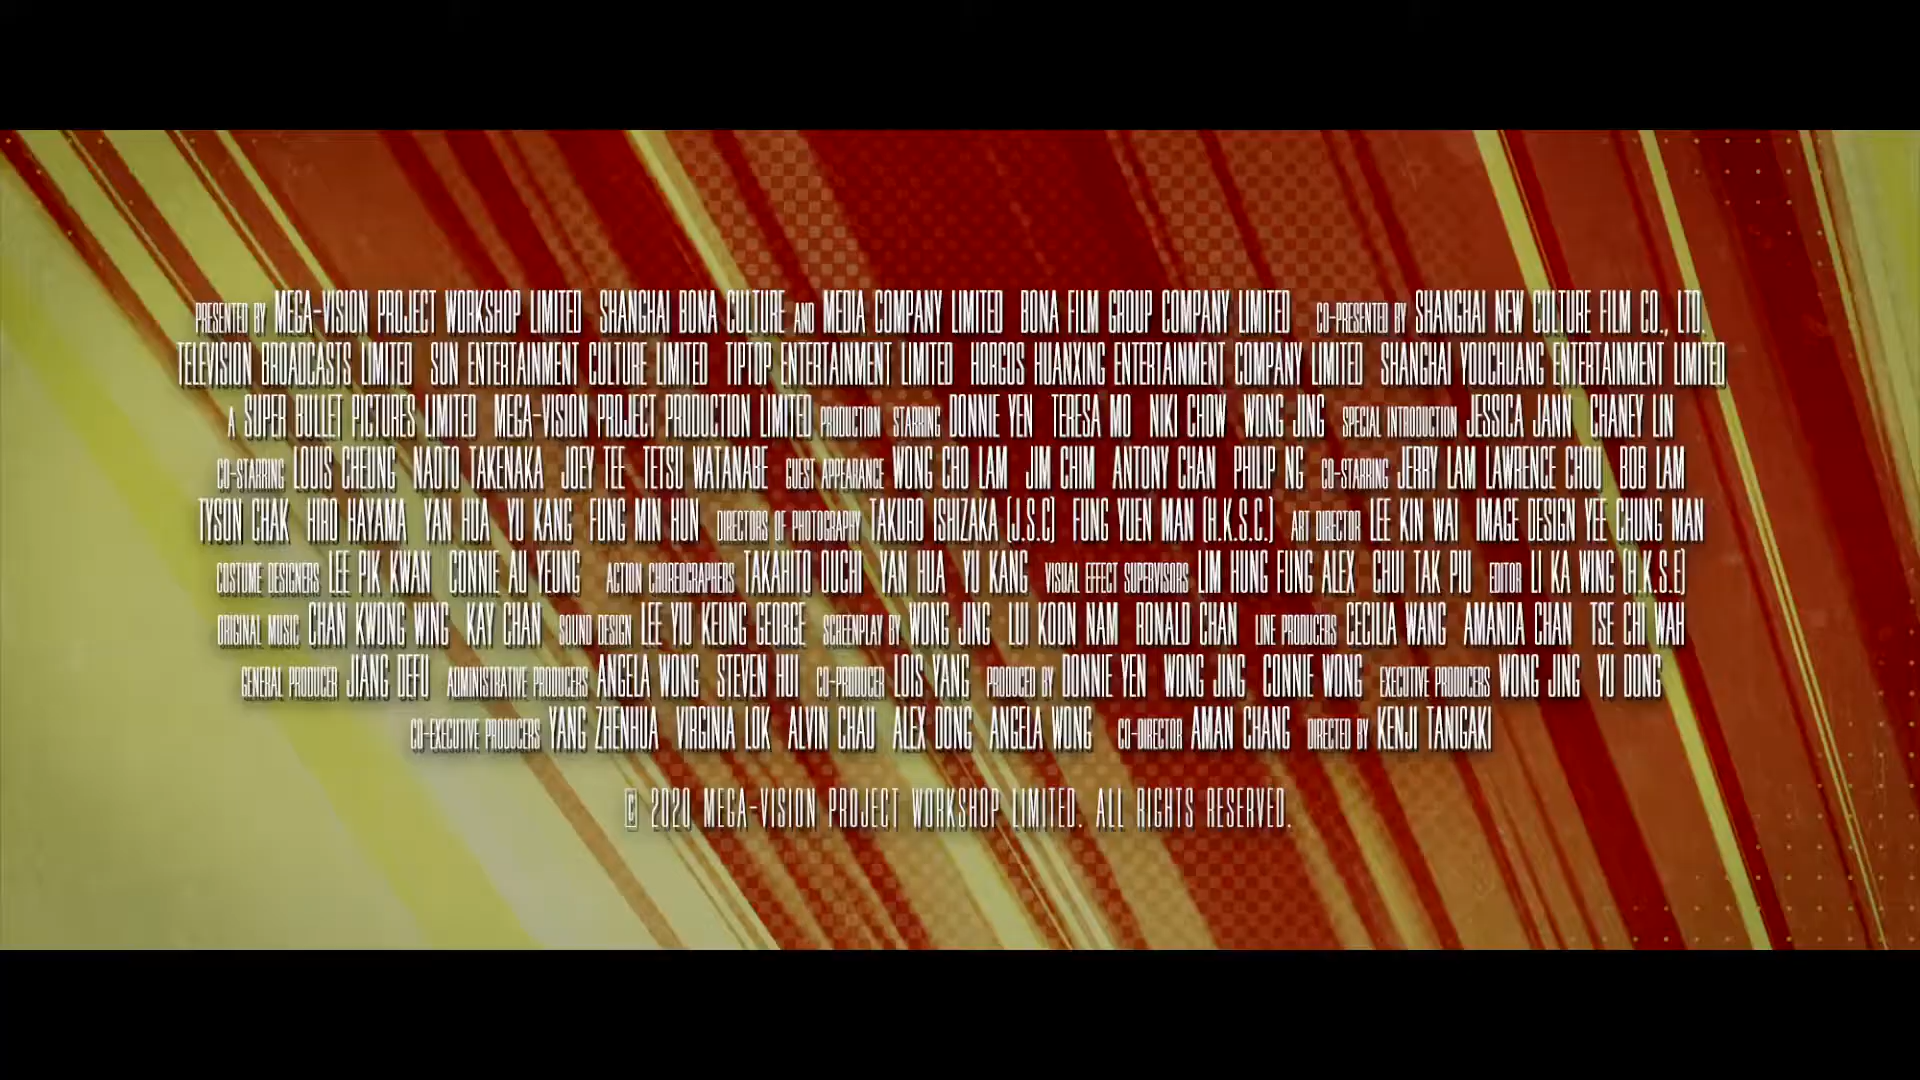 PRESENTED BY MEGA-VISION PROJECT WORKSHOP LIMITED SHANGHAI BONA CULTURE AND MEDIA COMPANY LIMITED BONA FILM GROUP COMPANY LIMITED CO-PRESENTED BY SHANGHAI NEW CULTURE FILM CO., LTD.
TELEVISION BROADCASTS LIMITED SUN ENTERTAINMENT CULTURE LIMITED TIPTOP ENTERTAINMENT LIMITED HORGOS HUANXING ENTERTAINMENT COMPANY LIMITED SHANGHAI YOUCHUANG ENTERTAINMENT LIMITED
A SUPER BULLET PICTURES LIMITED MEGA-VISION PROJECT PRODUCTION LIMITED PRODUCTION STARRING DONNIE YEN TERESA MO NIKI CHOW WONG JING SPECIAL INTRODUCTION JESSICA JANN CHANEY LIN
CO-STARRING LOUIS CHEUNG NAOTO TAKENAKA JOEY TEE TETSU WATANABE GUEST APPEARANCE WONG CHO LAM JIM CHIM ANTONY CHAN PHILIP NG CO-STARRING JERRY LAM LAWRENCE CHOU BOB LAM
TYSON CHAK HIRO HAYAMA YAN HUA YU KANG FUNG MIN HUN DIRECTORS OF PHOTOGRAPHY TAKURO ISHIZAKA (J.S.C) FUNG YUEN MAN (H.K.S.C.) ART DIRECTOR LEE KIN WAI IMAGE DESIGN YEE CHUNG MAN
COSTUME DESIGNERS LEE PIK KWAN CONNIE AU YEUNG ACTION CHOREOGRAPHERS TAKAHITO OUCHI YAN HUA YU KANG VISUAL EFFECT SUPERVISORS LIM HUNG FUNG ALEX CHUI TAK PIU EDITOR LI KA WING (H.K.S.E)
ORIGINAL MUSIC CHAN KWONG WING KAY CHAN SOUND DESIGN LEE YIU KEUNG GEORGE SCREENPLAY BY WONG JING LUI KOON NAM RONALD CHAN LINE PRODUCERS CECILIA WANG AMANDA CHAN TSE CHI WAH
GENERAL PRODUCER JIANG DEFU ADMINISTRATIVE PRODUCERS ANGELA WONG STEVEN HUI CO-PRODUCER LOIS YANG PRODUCED BY DONNIE YEN WONG JING CONNIE WONG EXECUTIVE PRODUCERS WONG JING YU DONG
CO-EXECUTIVE PRODUCERS YANG ZHENHUA VIRGINIA LOK ALVIN CHAU ALEX DONG ANGELA WONG CO-DIRECTOR AMAN CHANG DIRECTED BY KENJI TANIGAKI
© 2020 MEGA-VISION PROJECT WORKSHOP LIMITED. ALL RIGHTS RESERVED.